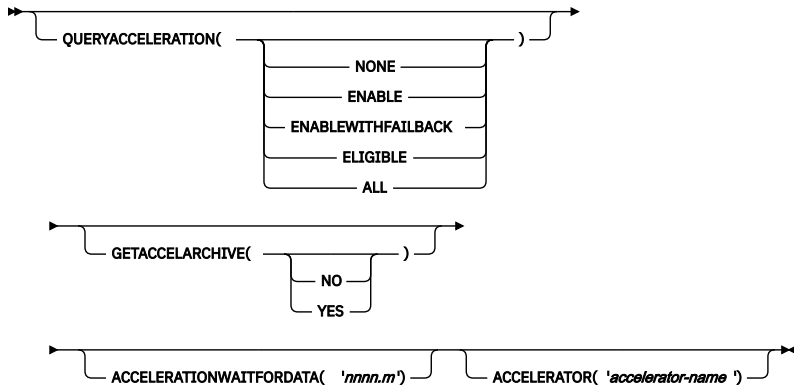 QUERYACCELERATION( )
NONE
ENABLE
ENABLEWITHFAILBACK
ELIGIBLE
ALL
GETACCELARCHIVE( )
NO
YES
ACCELERATIONWAITFORDATA( 'nnnn.m') ACCELERATOR( 'accelerator-name ')